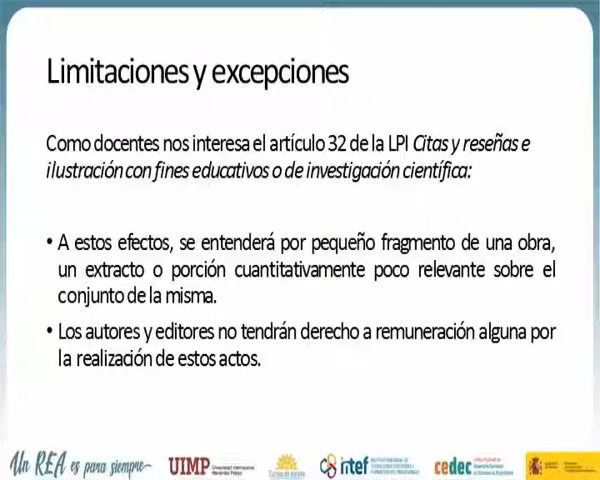 Limitaciones y excepciones
Como docentes nos interesa el artículo 32 de la LPI Citas y reseñas e
ilustración con fines educativos o de investigación científica:
• A estos efectos, se entenderá por pequeño fragmento de una obra,
un extracto o porción cuantitativamente poco relevante sobre el
conjunto de la misma.
• Los autores y editores no tendrán derecho a remuneración alguna por
la realización de estos actos.
Un REA es para siempre
UIMP Universidad Internacional Menéndez Pelayo
intef
cedec